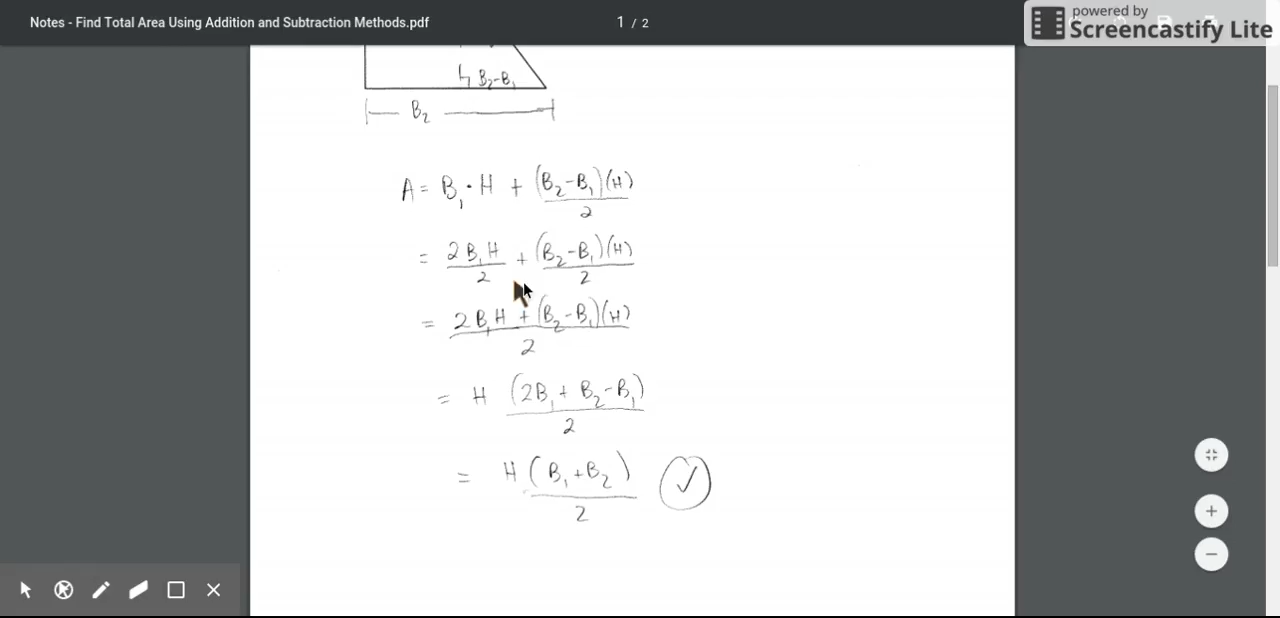 Notes - Find Total Area Using Addition and Subtraction Methods.pdf
1 / 2
powered by
Screencastify Lite
B₂-B₁
B₂
A = B₁ · H + (B₂-B₁)(H)/2
= 2B₁H/2 + (B₂-B₁)(H)/2
= 2B₁H + (B₂-B₁)(H)/2
= H (2B₁ + B₂-B₁)/2
= H (B₁+B₂)/2 ✓